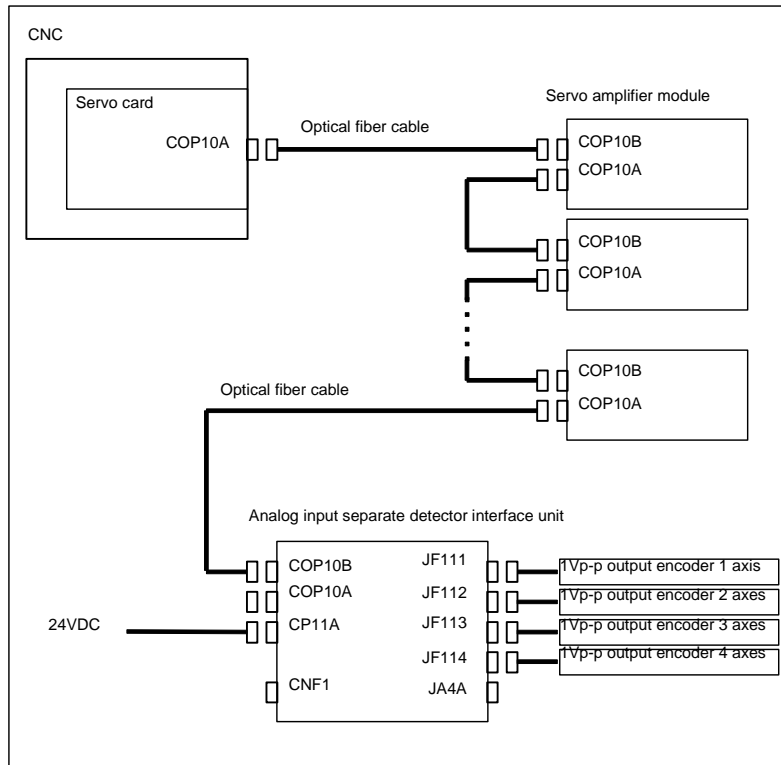 CNC
Servo card
COP10A
Optical fiber cable
Servo amplifier module
COP10B
COP10A
COP10B
COP10A
COP10B
COP10A
Optical fiber cable
Analog input separate detector interface unit
COP10B
COP10A
CP11A
CNF1
24VDC
JF111
JF112
JF113
JF114
JA4A
1Vp-p output encoder 1 axis
1Vp-p output encoder 2 axes
1Vp-p output encoder 3 axes
1Vp-p output encoder 4 axes